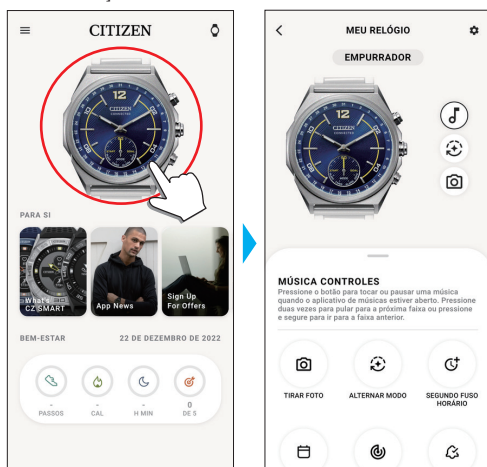 CITIZEN
12
CITIZEN
PARA SI
What's
CZ SMART
App News
Sign Up
For Offers
BEM-ESTAR
22 DE DEZEMBRO DE 2022
-
PASSOS
-
CAL
-
H MIN
0
DE 5
MEU RELÓGIO
EMPURRADOR
12
CITIZEN
MÚSICA CONTROLES
Pressione o botão para tocar ou pausar uma música
quando o aplicativo de músicas estiver aberto. Pressione
duas vezes para pular para a próxima faixa ou pressione
e segure para ir para a faixa anterior.
TIRAR FOTO
ALTERNAR MODO
SEGUNDO FUSO
HORÁRIO